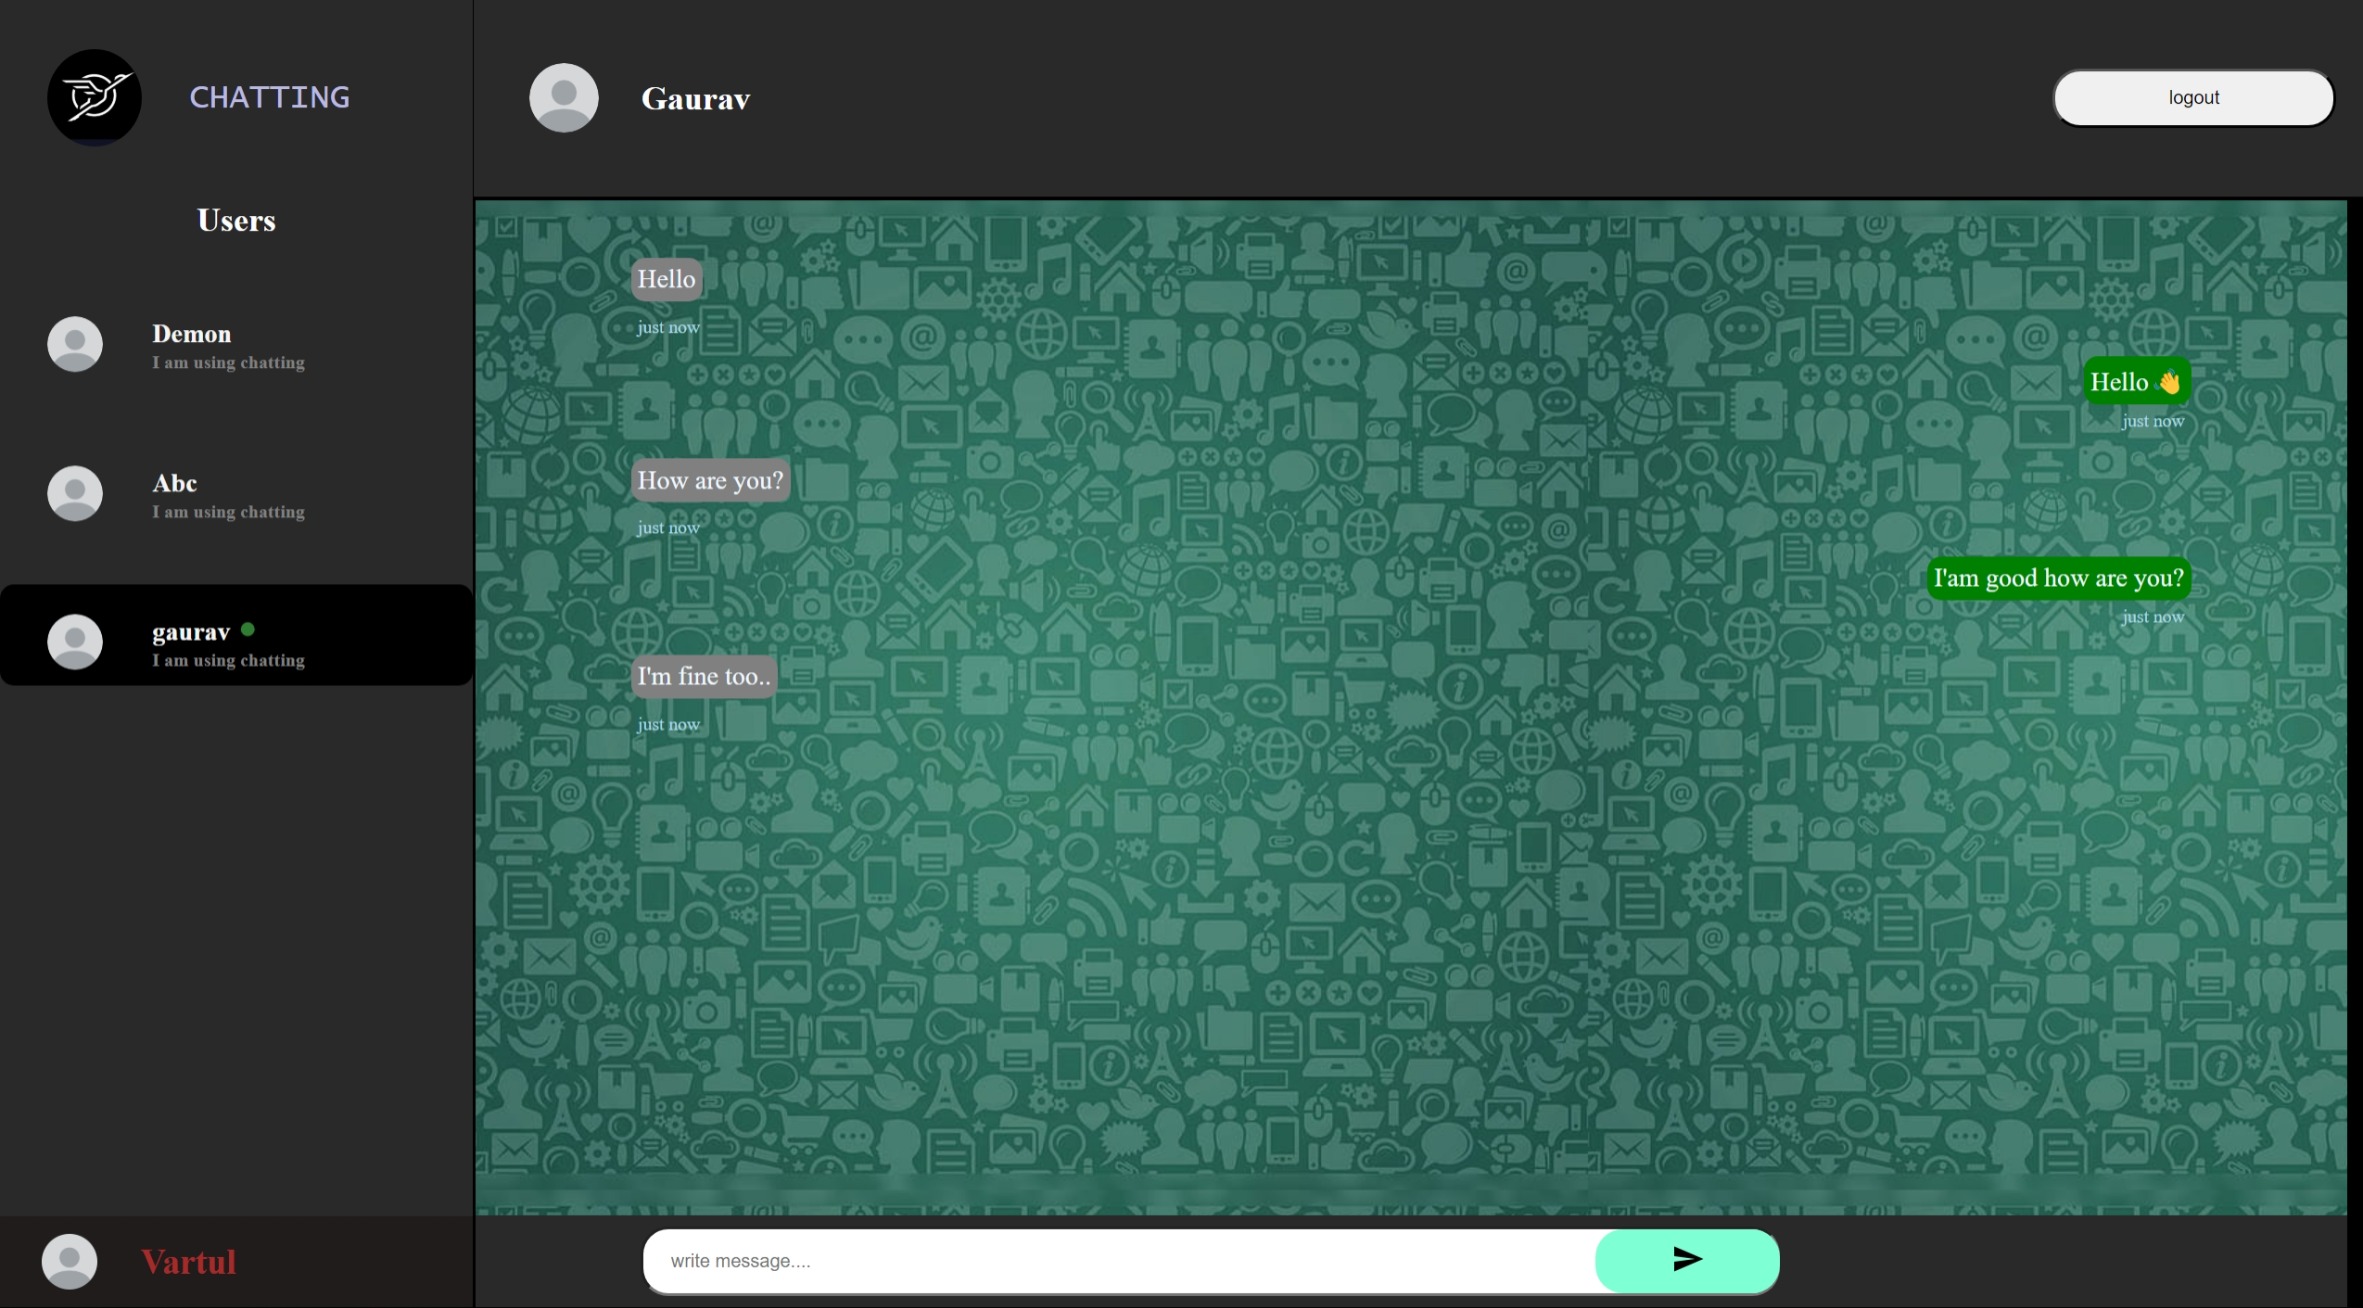 CHATTING
Users
Demon
I am using chatting
Abc
I am using chatting
gaurav
I am using chatting
Vartul
Gaurav
logout
Hello
just now
Hello 👋
just now
How are you?
just now
I'am good how are you?
just now
I'm fine too..
just now
write message....